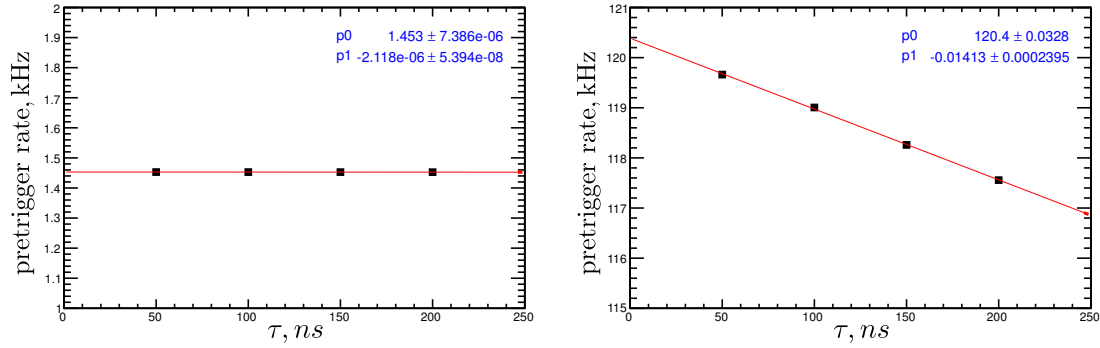 2
1.9
1.8
1.7
1.6
1.5
1.4
1.3
1.2
1.1
1
pretrigger rate, kHz
p0 1.453 ± 7.386e-06
p1 -2.118e-06 ± 5.394e-08
0 50 100 150 200 250
τ, ns
121
120
119
118
117
116
115
pretrigger rate, kHz
p0 120.4 ± 0.0328
p1 -0.01413 ± 0.0002395
0 50 100 150 200 250
τ, ns